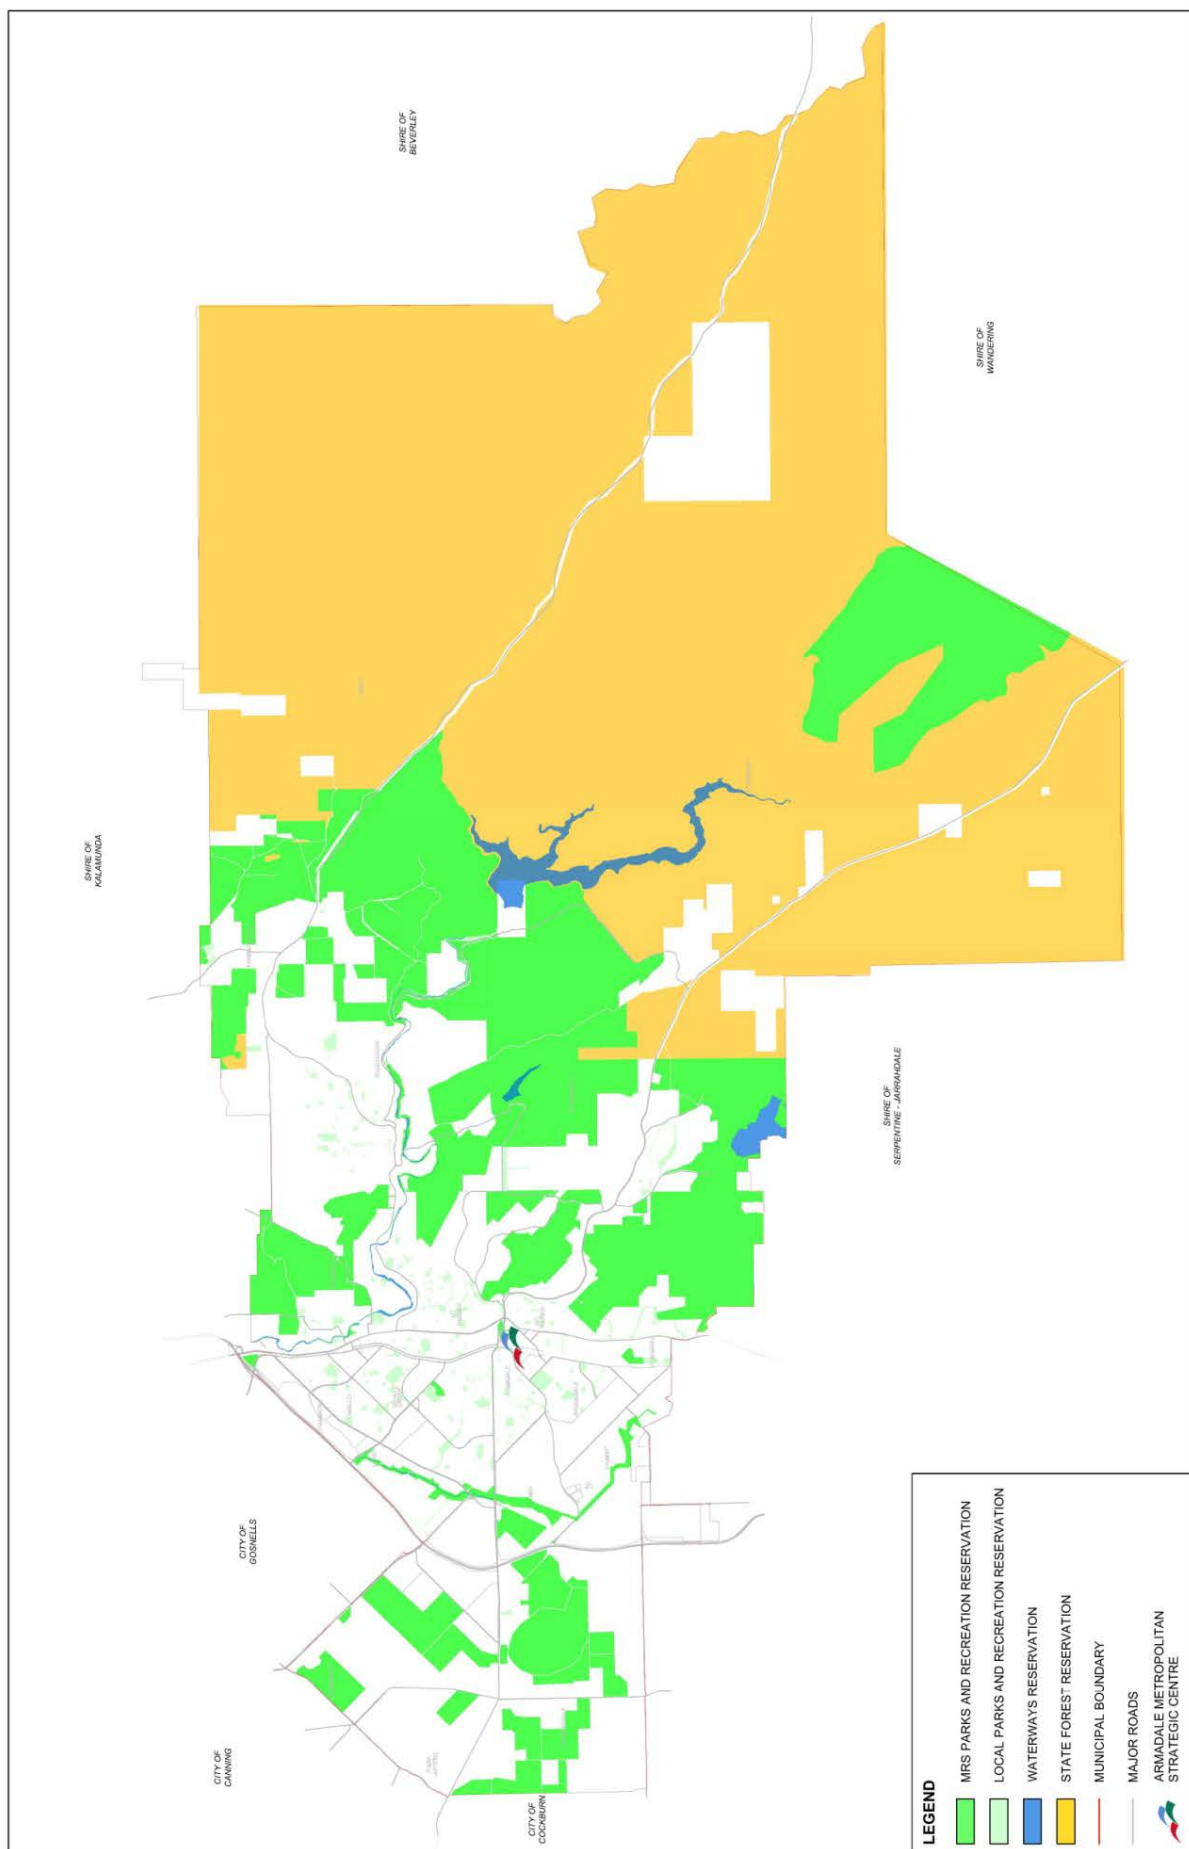 SHIRE OF
BEVERLEY
SHIRE OF
WANDERING
SHIRE OF
KALAMUNDA
SHIRE OF
SERPENTINE - JARRAHDALE
CITY OF
GOSNELLS
CITY OF
CANNING
CITY OF
COCKBURN
LEGEND
MRS PARKS AND RECREATION RESERVATION
LOCAL PARKS AND RECREATION RESERVATION
WATERWAYS RESERVATION
STATE FOREST RESERVATION
MUNICIPAL BOUNDARY
MAJOR ROADS
ARMADALE METROPOLITAN
STRATEGIC CENTRE